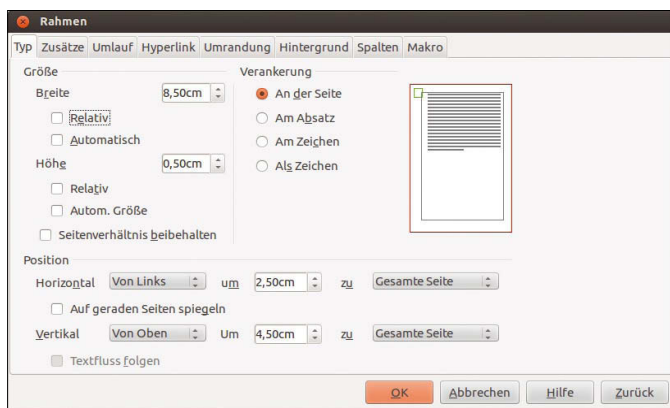 Rahmen
Typ Zusätze Umlauf Hyperlink Umrandung Hintergrund Spalten Makro
Größe
Breite 8,50cm
Relativ
Automatisch
Höhe 0,50cm
Relativ
Autom. Größe
Seitenverhältnis beibehalten
Verankerung
An der Seite
Am Absatz
Am Zeichen
Als Zeichen
Position
Horizontal Von Links um 2,50cm zu Gesamte Seite
Auf geraden Seiten spiegeln
Vertikal Von Oben Um 4,50cm zu Gesamte Seite
Textfluss folgen
OK Abbrechen Hilfe Zurück